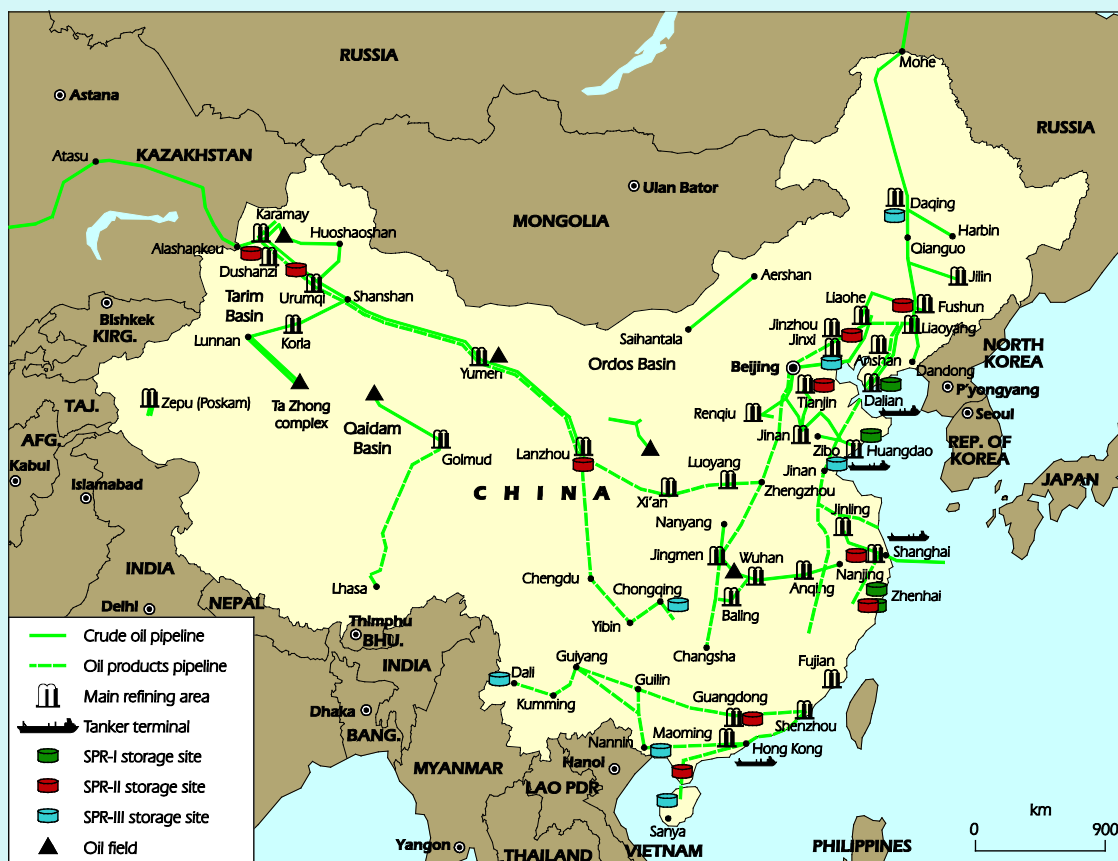 RUSSIA
Mohe
Astana
RUSSIA
Atasu
KAZAKHSTAN
Ulan Bator
MONGOLIA
Daqing
Harbin
Qianguo
Jilin
Karamay
Huoshaoshan
Alashankou
Dushanzi
Urumqi
Shanshan
Tarim
Basin
Lunnan
Korla
Aershan
Saihantala
Ordos Basin
Liaohe
Fushun
Jinzhou
Jinxi
Liaoyang
Anshan
Dandong
NORTH
KOREA
P'yongyang
Seoul
REP. OF
KOREA
JAPAN
Beijing
Tianjin
Dalian
Bishkek
KIRG.
TAJ.
AFG.
Kabul
Islamabad
Zepu (Poskam)
Ta Zhong
complex
Qaidam
Basin
Golmud
Yumen
Renqiu
Jinan
Zibo
Huangdao
Jinan
Lanzhou
Luoyang
Xi'an
Zhengzhou
CHINA
Nanyang
Jinling
Shanghai
Jingmen
Wuhan
Anqing
Nanjing
Zhenhai
Baling
Chengdu
Chongqing
Yibin
Changsha
Lhasa
INDIA
Delhi
NEPAL
Thimphu
BHU.
INDIA
Dhaka
BANG.
Dali
Kumming
Guiyang
Guilin
Guangdong
Fujian
Shenzhou
Maoming
Nannin
Hong Kong
Hanoi
LAO PDR
MYANMAR
Yangon
THAILAND
VIETNAM
Sanya
PHILIPPINES
Crude oil pipeline
Oil products pipeline
Main refining area
Tanker terminal
SPR-I storage site
SPR-II storage site
SPR-III storage site
Oil field
km
0 900